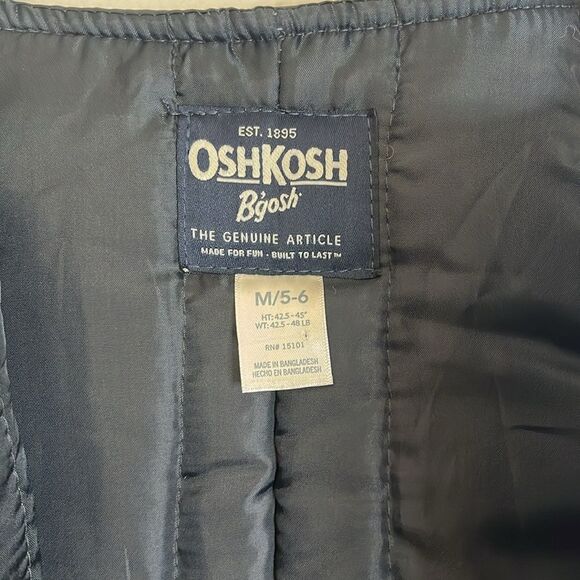 EST. 1895
OSHKOSH
B'gosh
THE GENUINE ARTICLE
MADE FOR FUN • BUILT TO LAST™
M/5-6
HT: 42.5 - 45"
WT: 42.5 - 48 LB
RN# 15101
MADE IN BANGLADESH
HECHO EN BANGLADESH